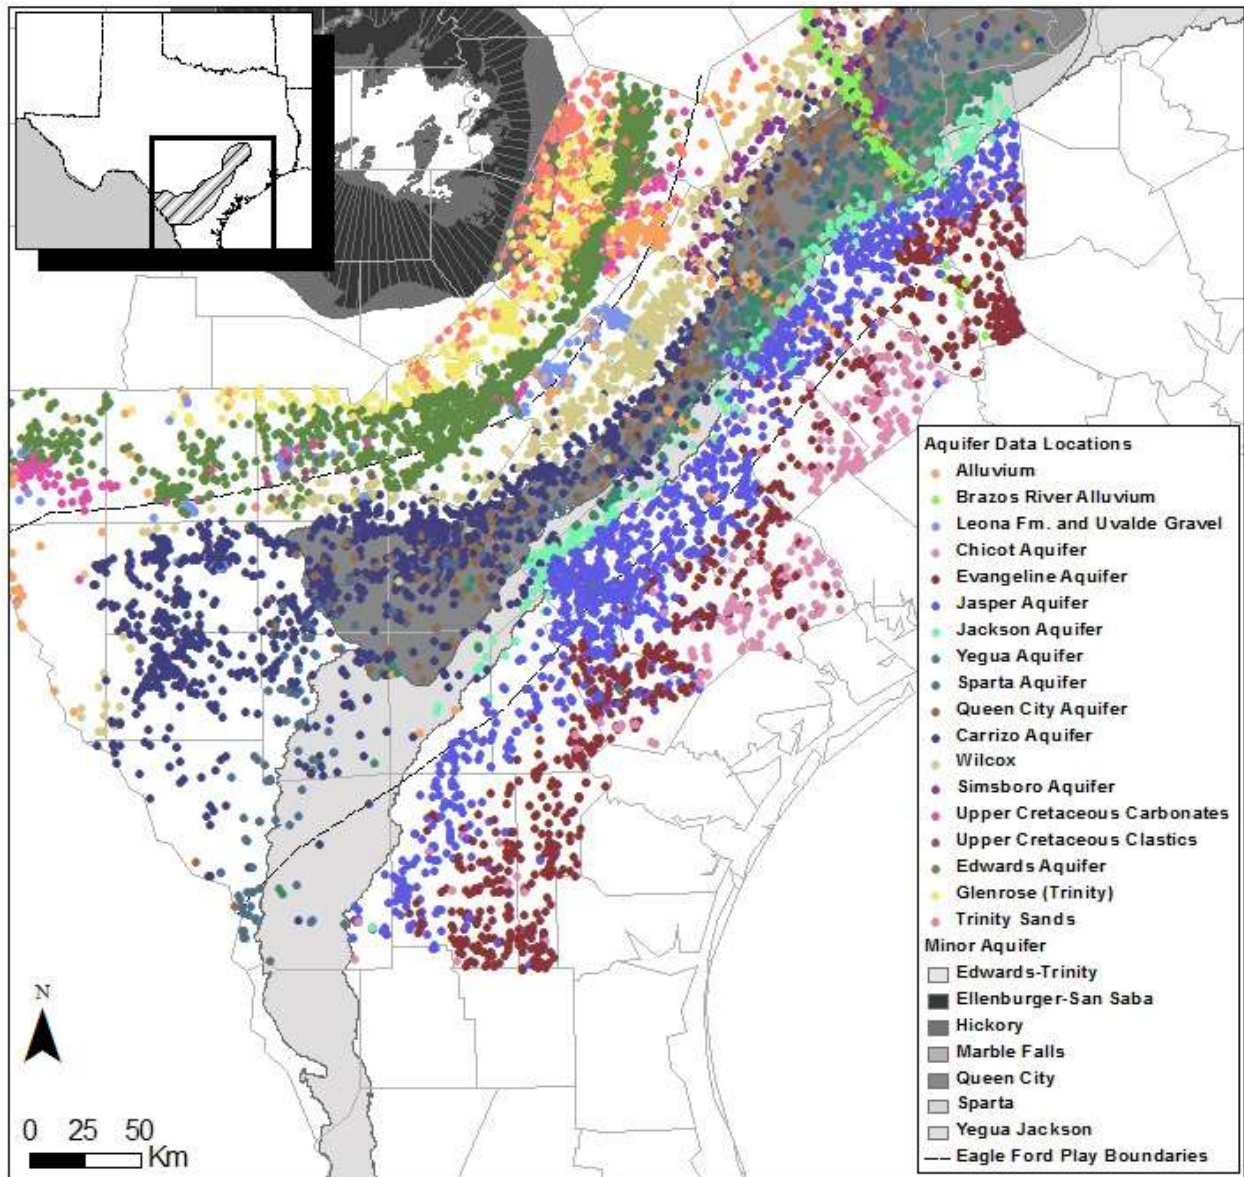 Aquifer Data Locations
Alluvium
Brazos River Alluvium
Leona Fm. and Uvalde Gravel
Chicot Aquifer
Evangeline Aquifer
Jasper Aquifer
Jackson Aquifer
Yegua Aquifer
Sparta Aquifer
Queen City Aquifer
Carrizo Aquifer
Wilcox
Simsboro Aquifer
Upper Cretaceous Carbonates
Upper Cretaceous Clastics
Edwards Aquifer
Glenrose (Trinity)
Trinity Sands
Minor Aquifer
Edwards-Trinity
Ellenburger-San Saba
Hickory
Marble Falls
Queen City
Sparta
Yegua Jackson
Eagle Ford Play Boundaries
N
0 25 50
Km